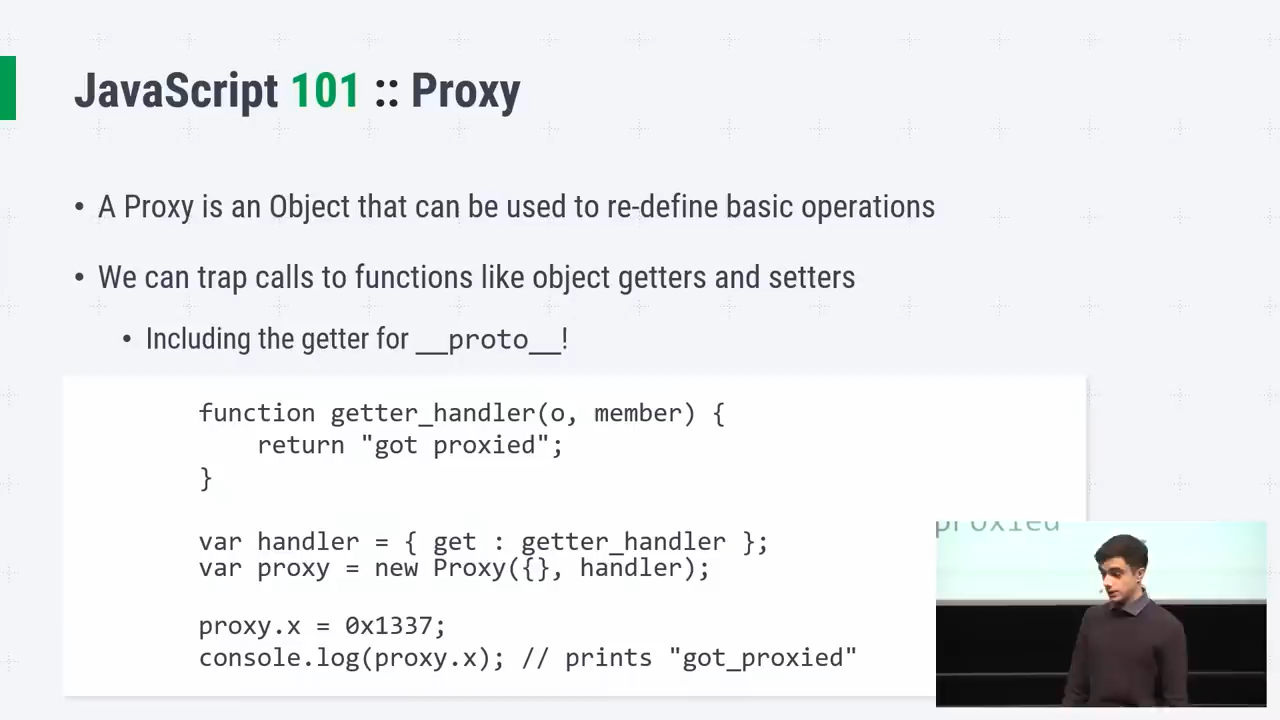 JavaScript 101 :: Proxy
• A Proxy is an Object that can be used to re-define basic operations
• We can trap calls to functions like object getters and setters
• Including the getter for __proto__!
function getter_handler(o, member) {
return "got proxied";
}
var handler = { get : getter_handler };
var proxy = new Proxy({}, handler);
proxy.x = 0x1337;
console.log(proxy.x); // prints "got_proxied"
proxied